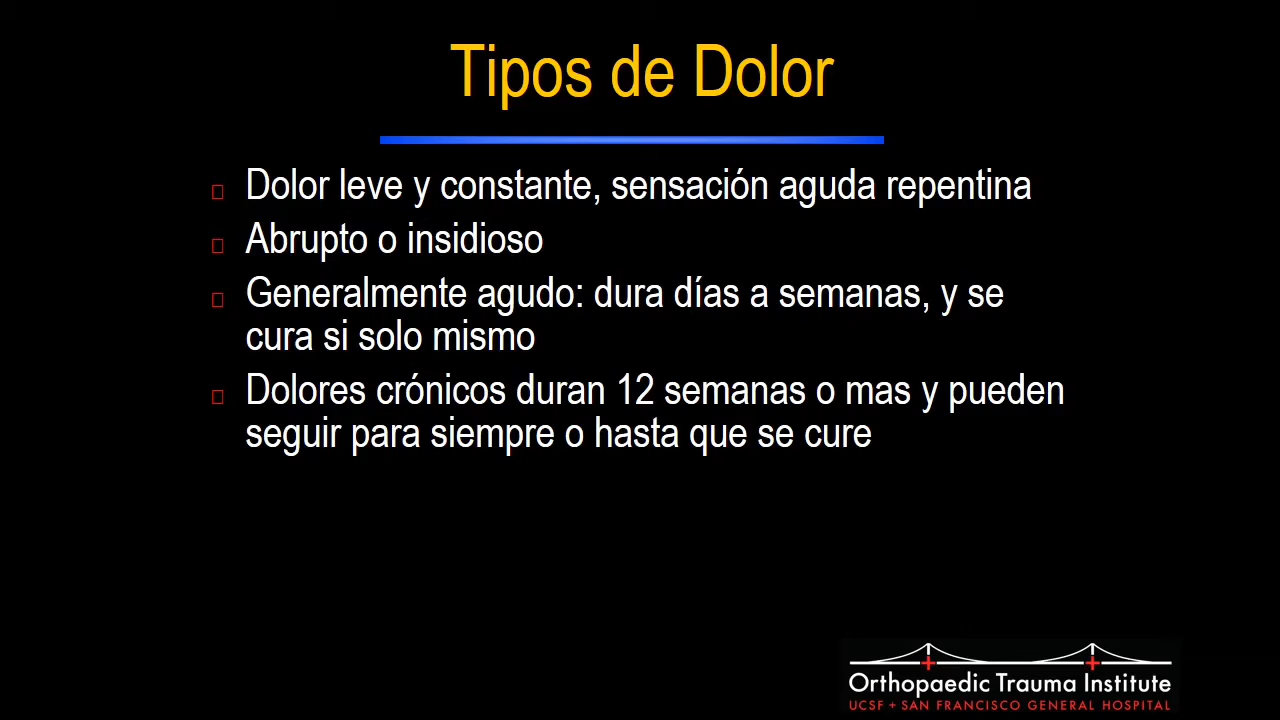 Tipos de Dolor
Dolor leve y constante, sensación aguda repentina
Abrupto o insidioso
Generalmente agudo: dura días a semanas, y se
cura si solo mismo
Dolores crónicos duran 12 semanas o mas y pueden
seguir para siempre o hasta que se cure
Orthopaedic Trauma Institute
UCSF + SAN FRANCISCO GENERAL HOSPITAL